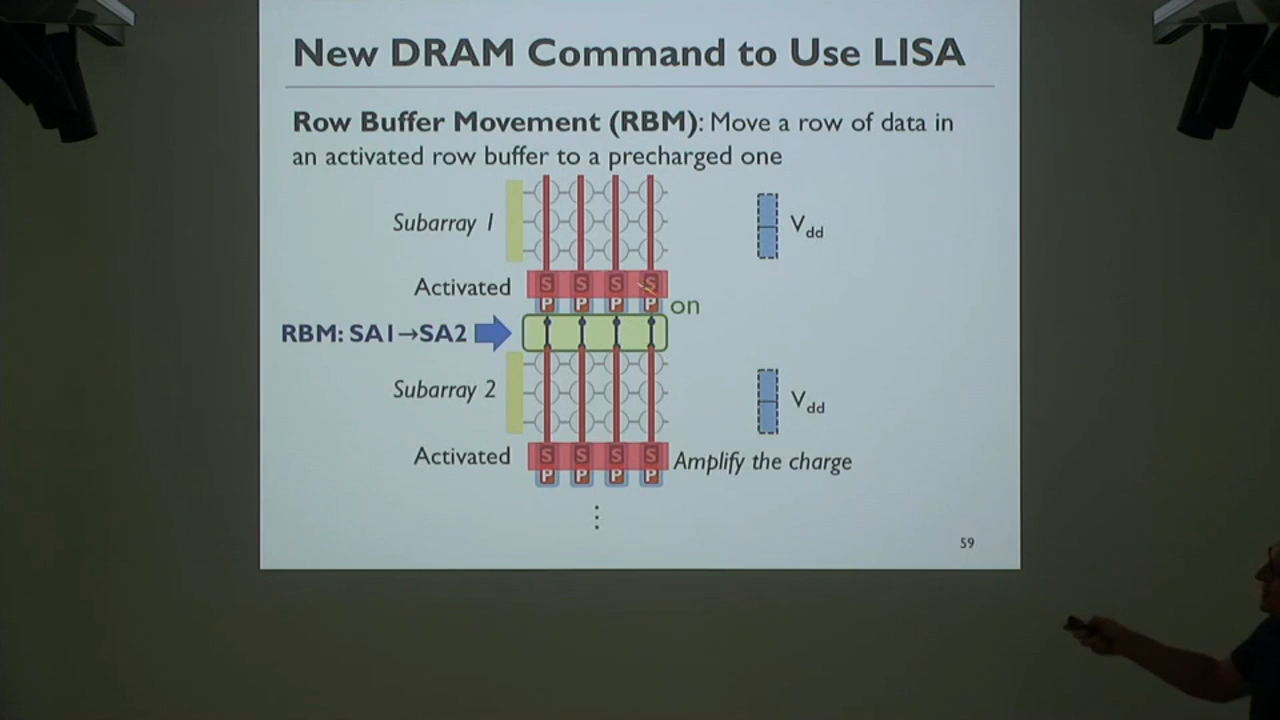 New DRAM Command to Use LISA
Row Buffer Movement (RBM): Move a row of data in
an activated row buffer to a precharged one
Subarray 1
Vdd
Activated
S S S S
P P P P
on
RBM: SA1→SA2
Subarray 2
Vdd
Activated
S S S S
Amplify the charge
P P P P
⋮
59